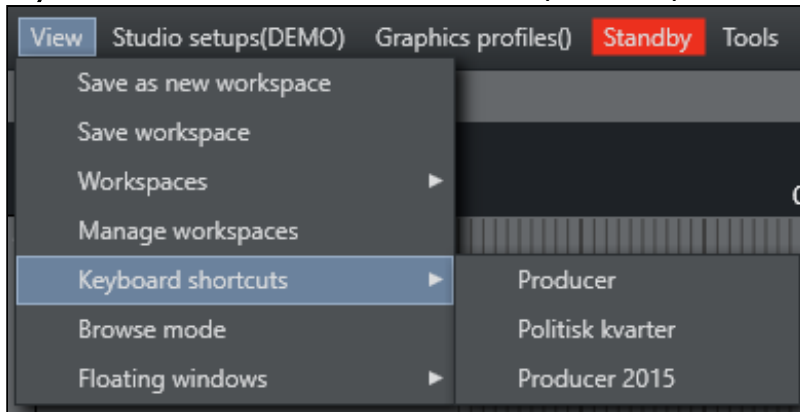 View Studio setups(DEMO) Graphics profiles() Standby Tools
Save as new workspace
Save workspace
Workspaces
Manage workspaces
Keyboard shortcuts
Browse mode
Floating windows
Producer
Politisk kvarter
Producer 2015